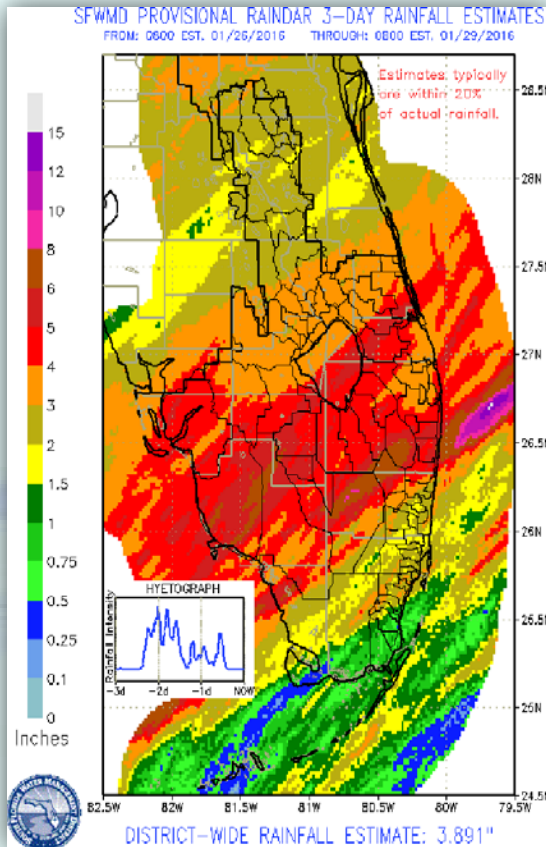 SFWMD PROVISIONAL RAINDAR 3-DAY RAINFALL ESTIMATES
FROM: 0800 EST. 01/26/2016 THROUGH: 0800 EST. 01/29/2016
Estimates typically
are within 20%
of actual rainfall.
15
12
10
8
6
5
4
3
2
1.5
1
0.75
0.5
0.25
0.1
0
Inches
28.5N
28N
27.5N
27N
26.5N
26N
25.5N
25N
24.5N
HYETOGRAPH
Rainfall Intensity
-3d -2d -1d NOW
82.5W 82W 81.5W 81W 80.5W 80W 79.5W
DISTRICT-WIDE RAINFALL ESTIMATE: 3.891"